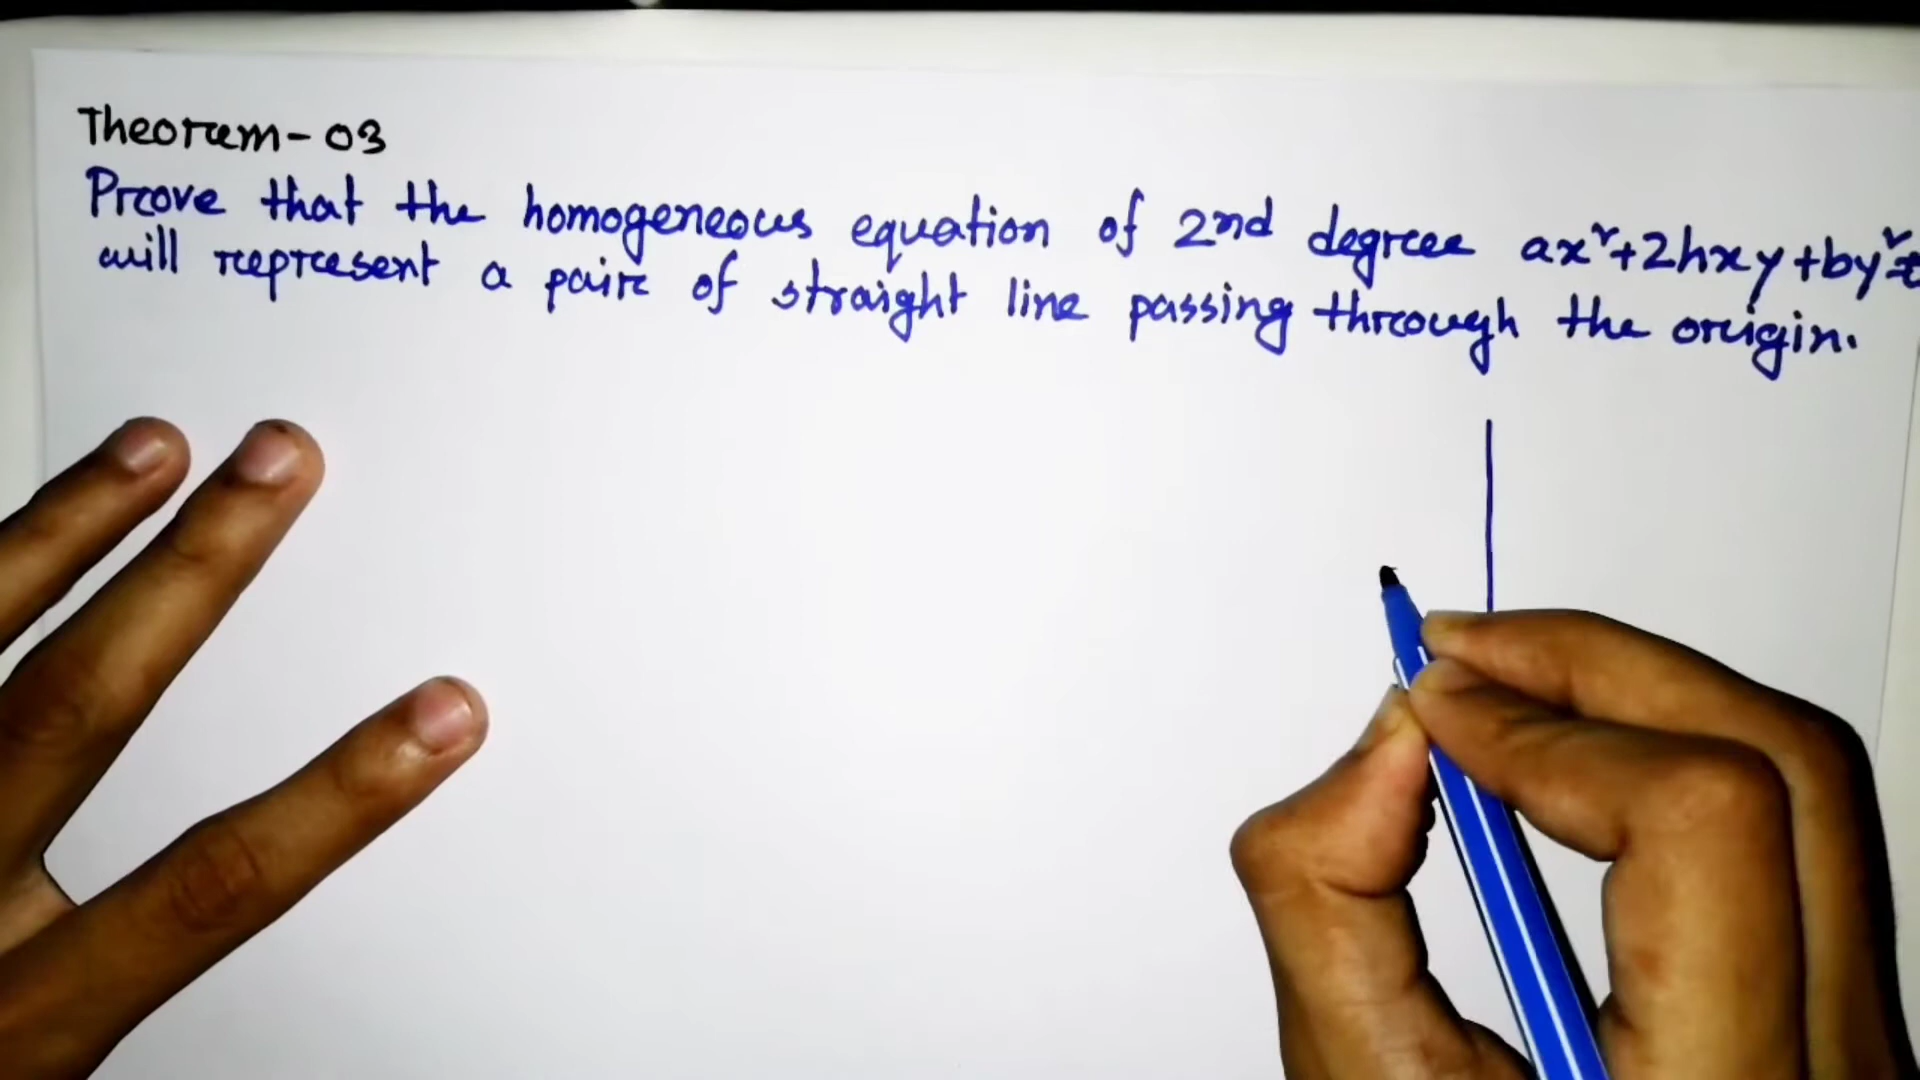 Theorem-03
Prove that the homogeneous equation of 2nd degree ax²+2hxy+by²=
will represent a pair of straight line passing through the origin.